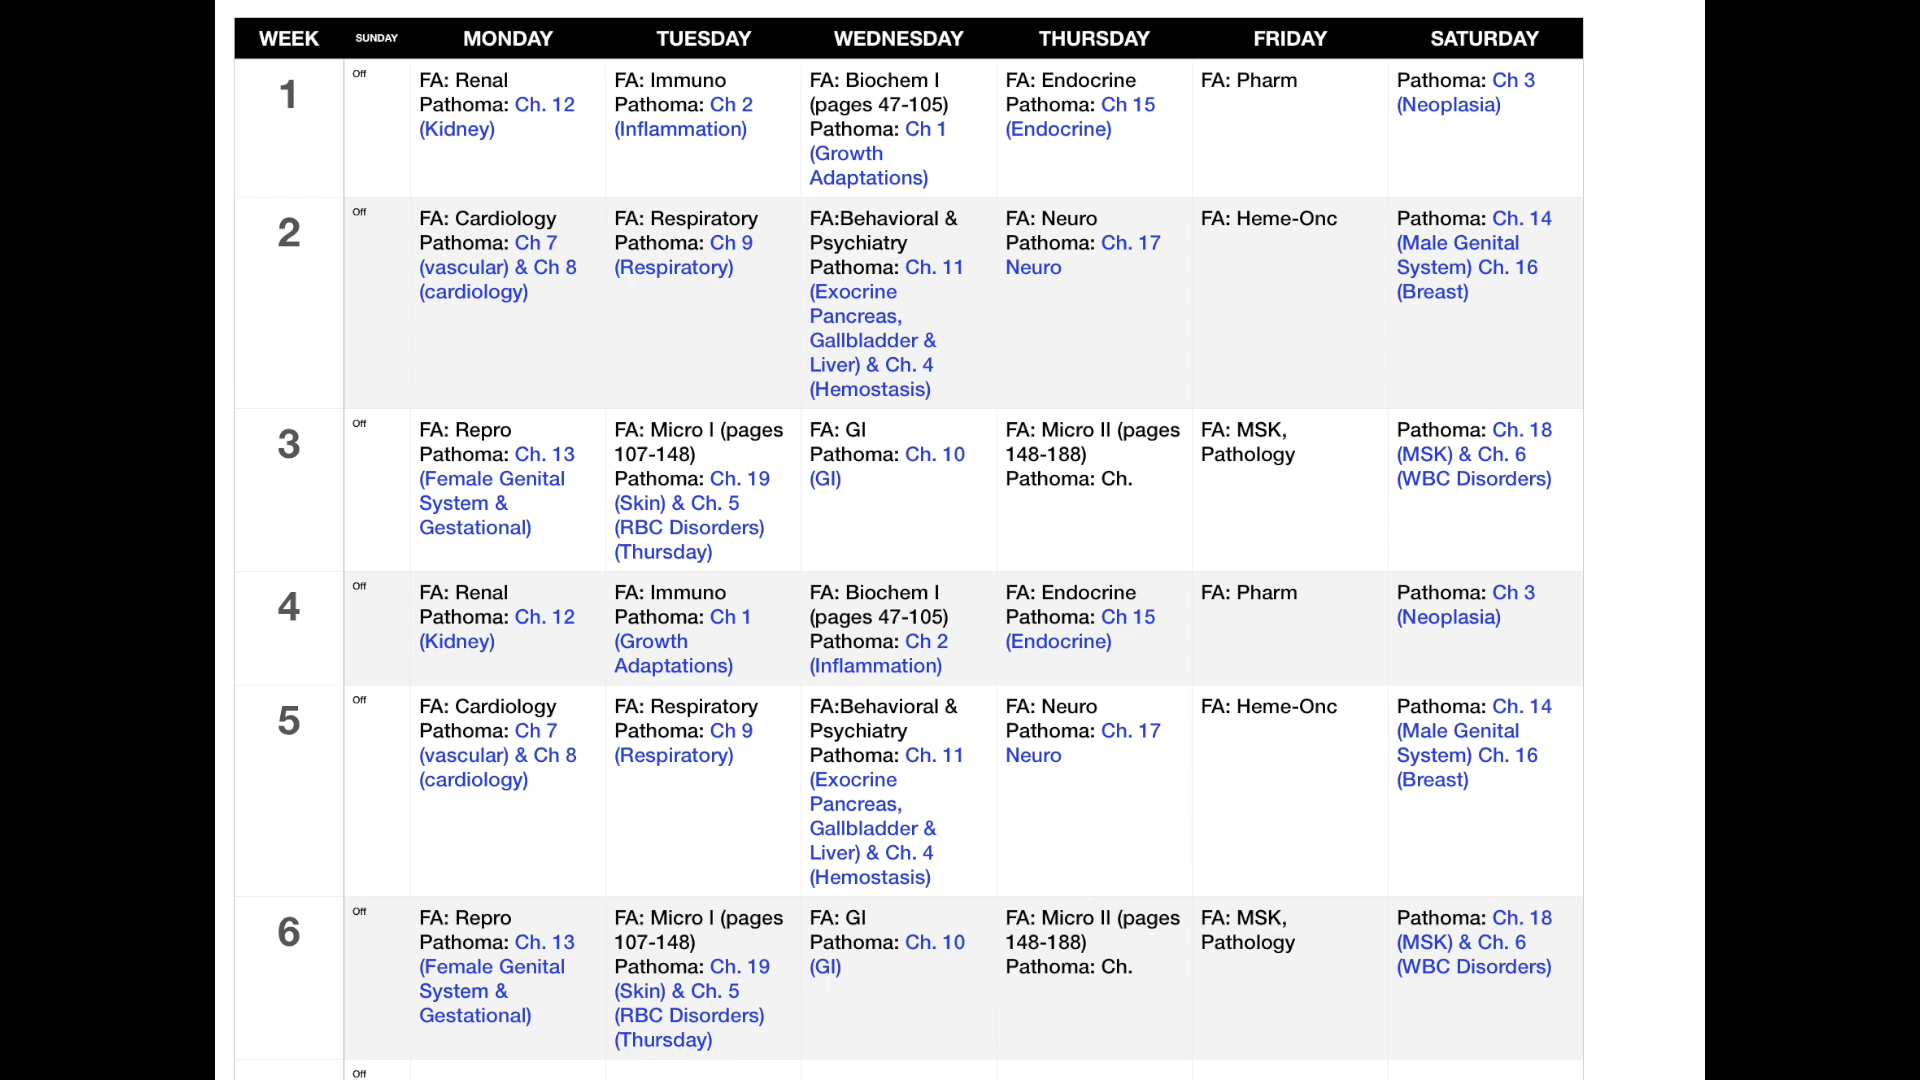 WEEK SUNDAY MONDAY TUESDAY WEDNESDAY THURSDAY FRIDAY SATURDAY
1
Off
FA: Renal
Pathoma: Ch. 12
(Kidney)
FA: Immuno
Pathoma: Ch 2
(Inflammation)
FA: Biochem I
(pages 47-105)
Pathoma: Ch 1
(Growth
Adaptations)
FA: Endocrine
Pathoma: Ch 15
(Endocrine)
FA: Pharm
Pathoma: Ch 3
(Neoplasia)
2
Off
FA: Cardiology
Pathoma: Ch 7
(vascular) & Ch 8
(cardiology)
FA: Respiratory
Pathoma: Ch 9
(Respiratory)
FA:Behavioral &
Psychiatry
Pathoma: Ch. 11
(Exocrine
Pancreas,
Gallbladder &
Liver) & Ch. 4
(Hemostasis)
FA: Neuro
Pathoma: Ch. 17
Neuro
FA: Heme-Onc
Pathoma: Ch. 14
(Male Genital
System) Ch. 16
(Breast)
3
Off
FA: Repro
Pathoma: Ch. 13
(Female Genital
System &
Gestational)
FA: Micro I (pages
107-148)
Pathoma: Ch. 19
(Skin) & Ch. 5
(RBC Disorders)
(Thursday)
FA: GI
Pathoma: Ch. 10
(GI)
FA: Micro II (pages
148-188)
Pathoma: Ch.
FA: MSK,
Pathology
Pathoma: Ch. 18
(MSK) & Ch. 6
(WBC Disorders)
4
Off
FA: Renal
Pathoma: Ch. 12
(Kidney)
FA: Immuno
Pathoma: Ch 1
(Growth
Adaptations)
FA: Biochem I
(pages 47-105)
Pathoma: Ch 2
(Inflammation)
FA: Endocrine
Pathoma: Ch 15
(Endocrine)
FA: Pharm
Pathoma: Ch 3
(Neoplasia)
5
Off
FA: Cardiology
Pathoma: Ch 7
(vascular) & Ch 8
(cardiology)
FA: Respiratory
Pathoma: Ch 9
(Respiratory)
FA:Behavioral &
Psychiatry
Pathoma: Ch. 11
(Exocrine
Pancreas,
Gallbladder &
Liver) & Ch. 4
(Hemostasis)
FA: Neuro
Pathoma: Ch. 17
Neuro
FA: Heme-Onc
Pathoma: Ch. 14
(Male Genital
System) Ch. 16
(Breast)
6
Off
FA: Repro
Pathoma: Ch. 13
(Female Genital
System &
Gestational)
FA: Micro I (pages
107-148)
Pathoma: Ch. 19
(Skin) & Ch. 5
(RBC Disorders)
(Thursday)
FA: GI
Pathoma: Ch. 10
(GI)
FA: Micro II (pages
148-188)
Pathoma: Ch.
FA: MSK,
Pathology
Pathoma: Ch. 18
(MSK) & Ch. 6
(WBC Disorders)
Off